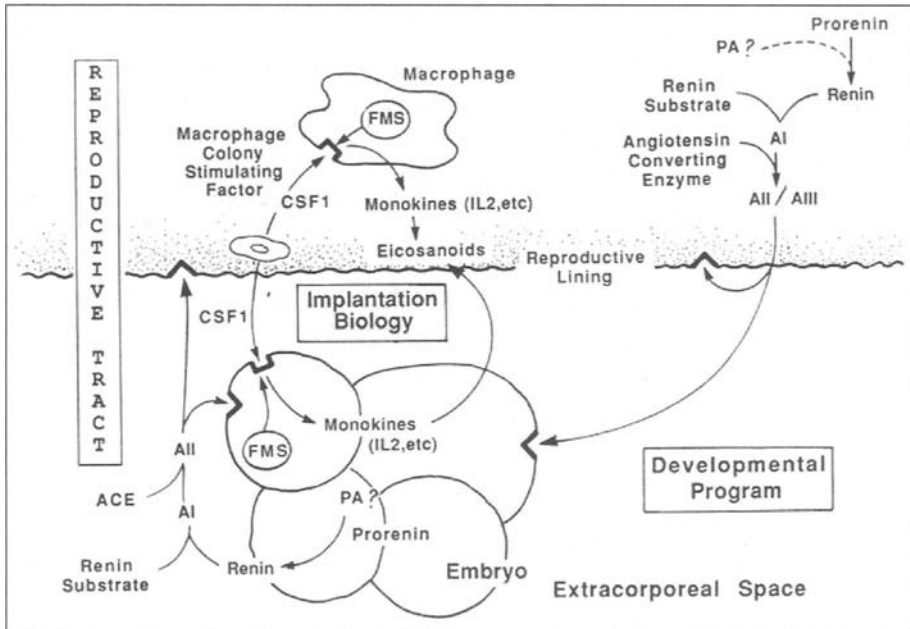 REPRODUCTIVE TRACT
Macrophage
FMS
Macrophage
Colony
Stimulating
Factor
CSF1
Monokines (IL2,etc)
Eicosanoids
Prorenin
PA?
Renin
Substrate
Renin
AI
Angiotensin
Converting
Enzyme
AII / AIII
Reproductive
Lining
Implantation
Biology
CSF1
Monokines
(IL2,etc)
FMS
AII
ACE
AI
Renin
Substrate
Renin
PA?
Prorenin
Embryo
Developmental
Program
Extracorporeal Space